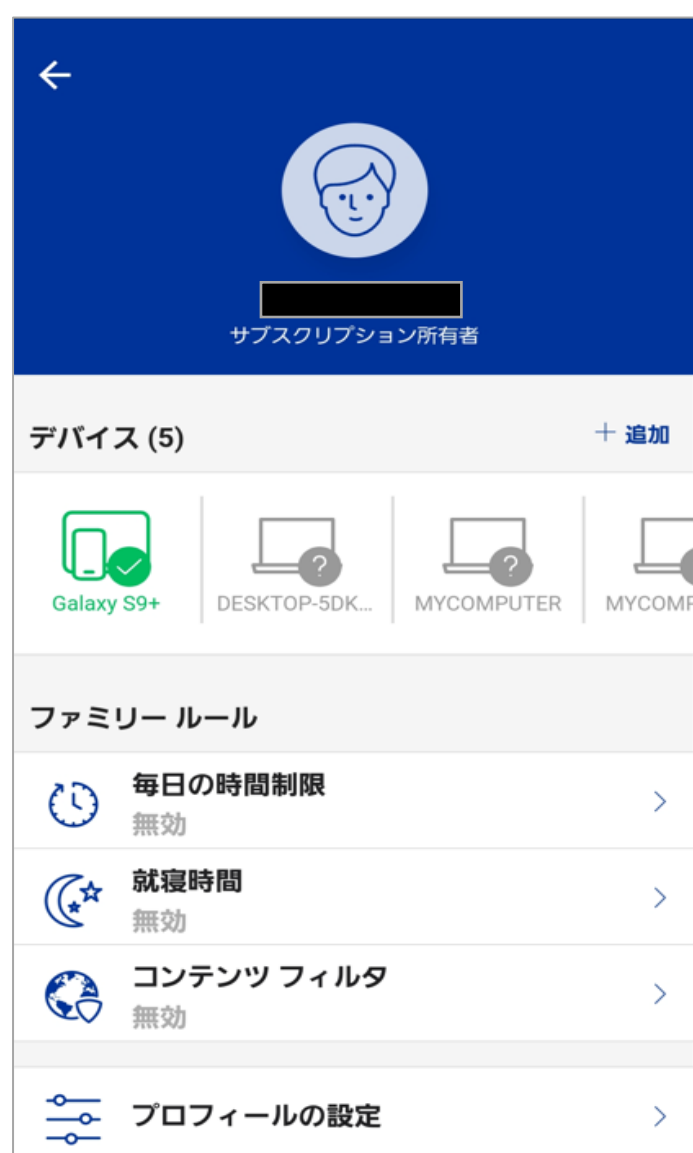 サブスクリプション所有者
デバイス (5)
+ 追加
Galaxy S9+
DESKTOP-5DK...
MYCOMPUTER
MYCOMP
ファミリー ルール
毎日の時間制限
無効
就寝時間
無効
コンテンツ フィルタ
無効
プロフィールの設定